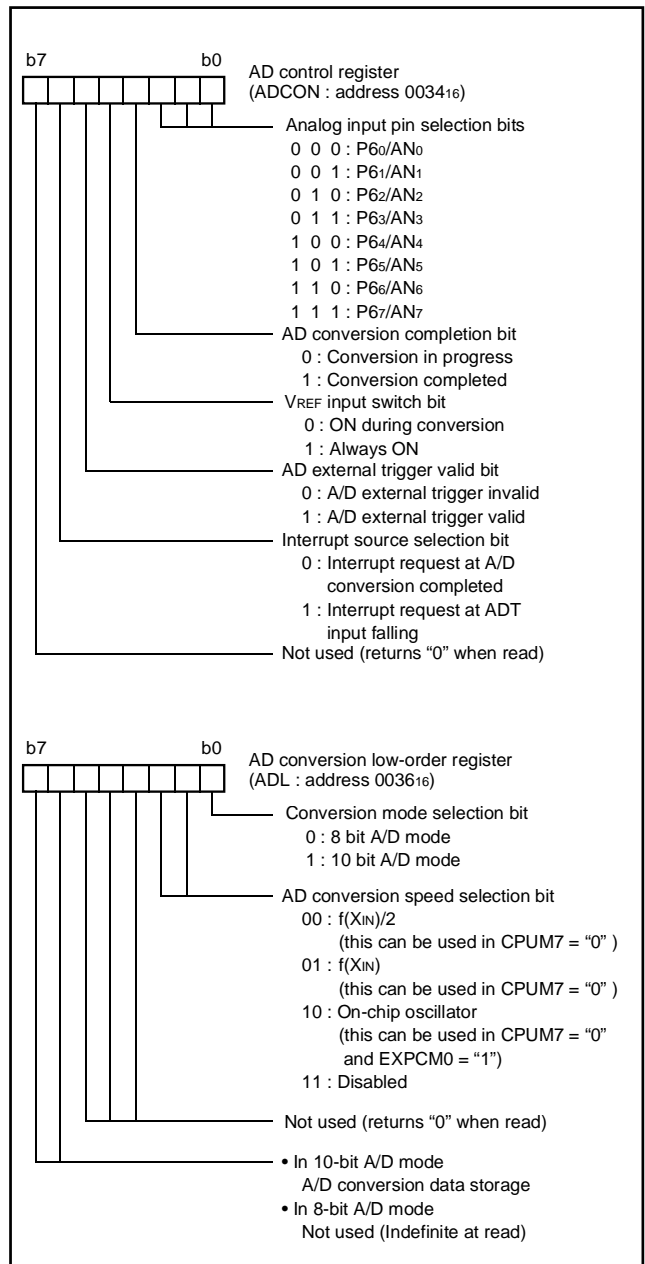 b7 b0
AD control register
(ADCON : address 003416)
Analog input pin selection bits
0 0 0 : P60/AN0
0 0 1 : P61/AN1
0 1 0 : P62/AN2
0 1 1 : P63/AN3
1 0 0 : P64/AN4
1 0 1 : P65/AN5
1 1 0 : P66/AN6
1 1 1 : P67/AN7
AD conversion completion bit
0 : Conversion in progress
1 : Conversion completed
VREF input switch bit
0 : ON during conversion
1 : Always ON
AD external trigger valid bit
0 : A/D external trigger invalid
1 : A/D external trigger valid
Interrupt source selection bit
0 : Interrupt request at A/D
conversion completed
1 : Interrupt request at ADT
input falling
Not used (returns “0” when read)
b7 b0
AD conversion low-order register
(ADL : address 003616)
Conversion mode selection bit
0 : 8 bit A/D mode
1 : 10 bit A/D mode
AD conversion speed selection bit
00 : f(XIN)/2
(this can be used in CPUM7 = “0” )
01 : f(XIN)
(this can be used in CPUM7 = “0” )
10 : On-chip oscillator
(this can be used in CPUM7 = “0”
and EXPCM0 = “1”)
11 : Disabled
Not used (returns “0” when read)
• In 10-bit A/D mode
A/D conversion data storage
• In 8-bit A/D mode
Not used (Indefinite at read)